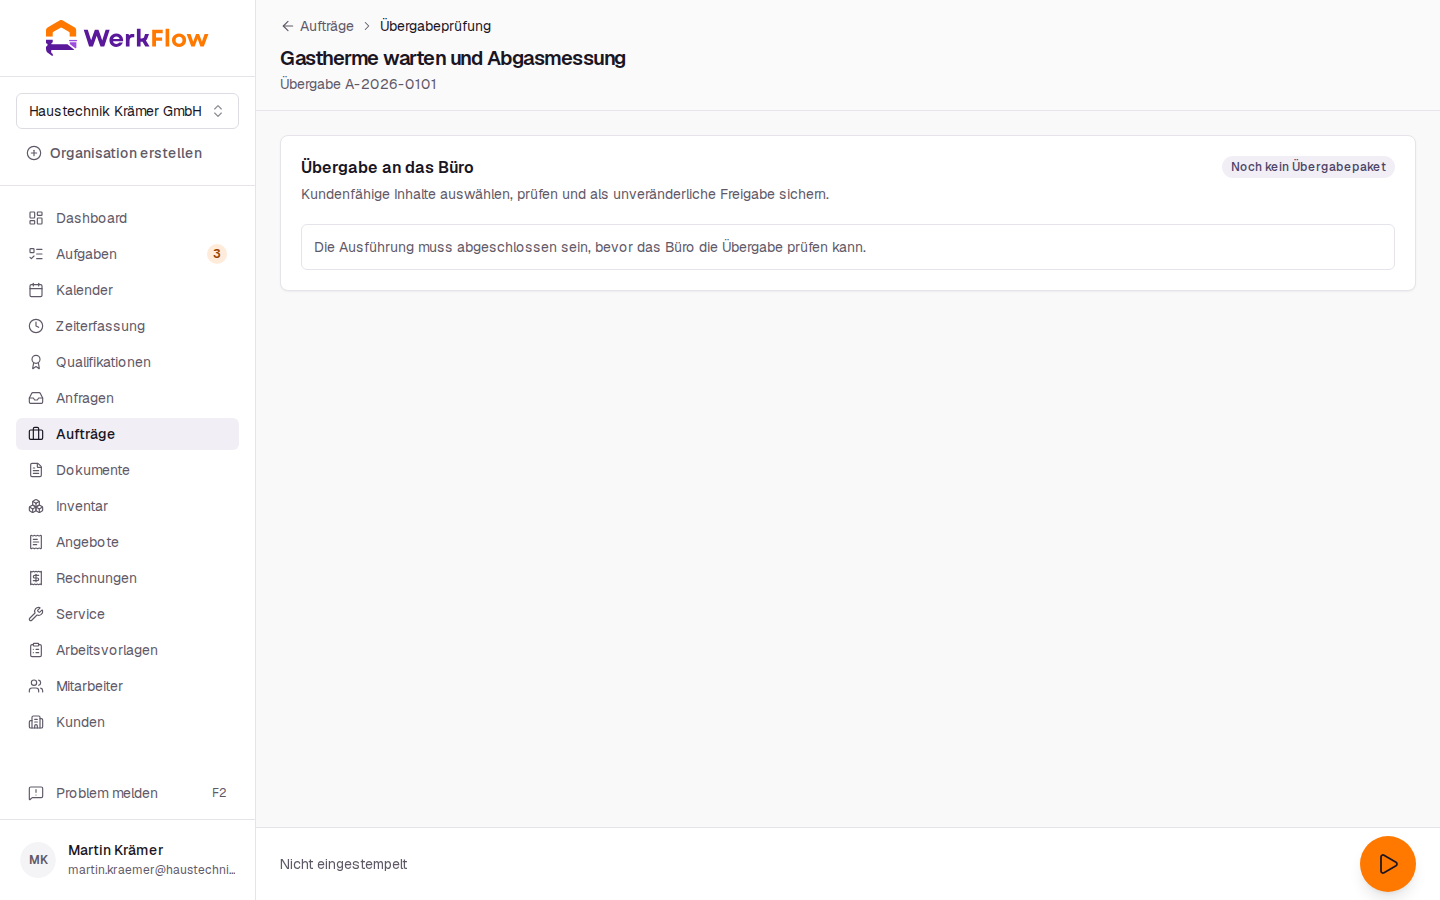 WerkFlow
Haustechnik Krämer GmbH
Organisation erstellen
Dashboard
Aufgaben 3
Kalender
Zeiterfassung
Qualifikationen
Anfragen
Aufträge
Dokumente
Inventar
Angebote
Rechnungen
Service
Arbeitsvorlagen
Mitarbeiter
Kunden
Problem melden F2
MK
Martin Krämer
martin.kraemer@haustechni...
Aufträge > Übergabeprüfung
Gastherme warten und Abgasmessung
Übergabe A-2026-0101
Übergabe an das Büro
Noch kein Übergabepaket
Kundenfähige Inhalte auswählen, prüfen und als unveränderliche Freigabe sichern.
Die Ausführung muss abgeschlossen sein, bevor das Büro die Übergabe prüfen kann.
Nicht eingestempelt